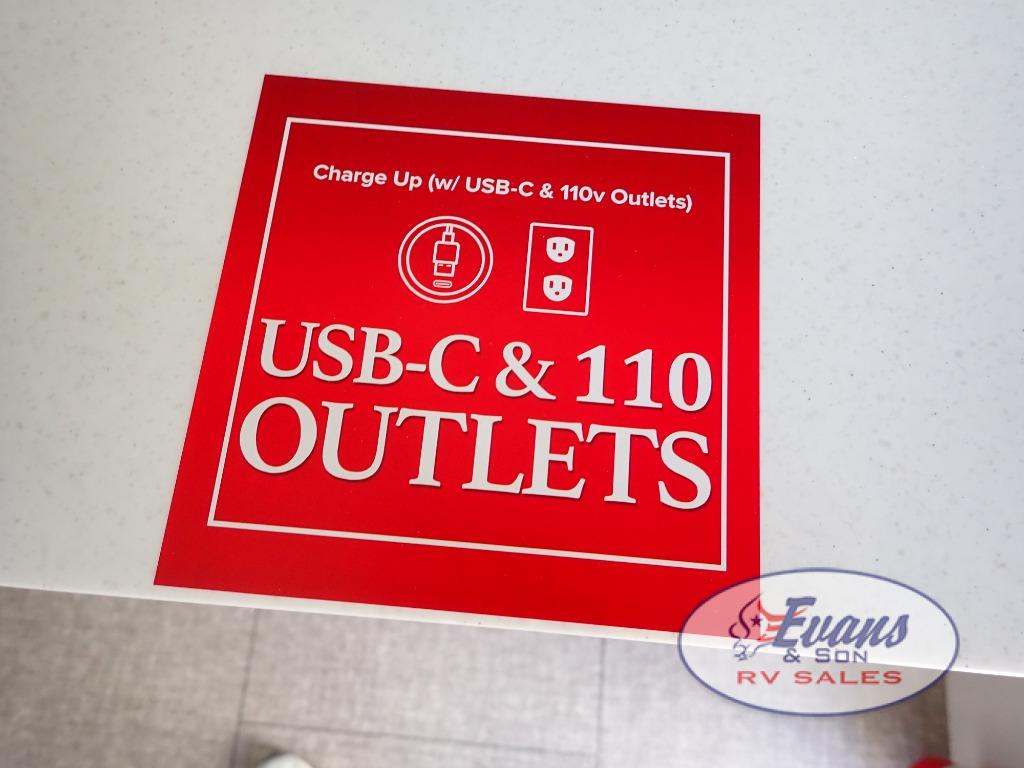 Charge Up (w/ USB-C & 110v Outlets)
USB-C & 110
OUTLETS
Evans
& SON
RV SALES